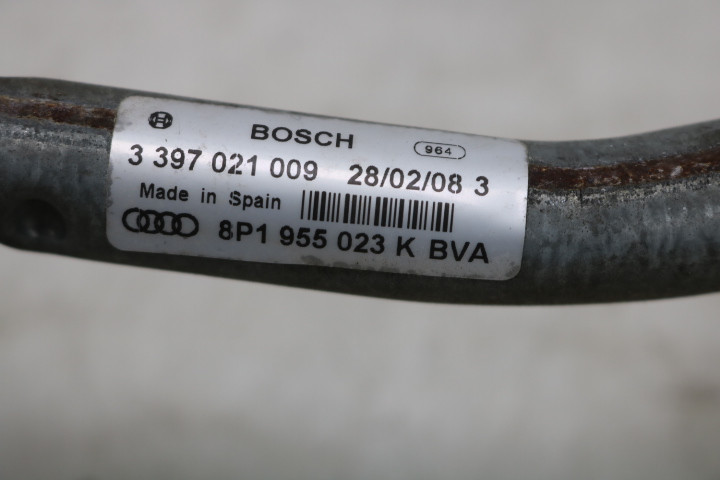 BOSCH 964
3 397 021 009 28/02/08 3
Made in Spain
8P1 955 023 K BVA